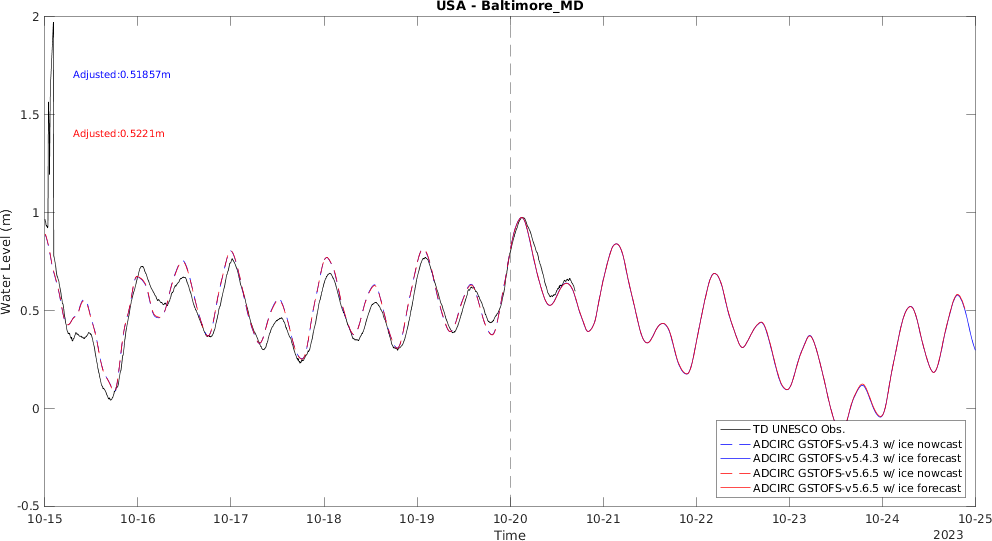 USA - Baltimore_MD
2
Adjusted:0.51857m
1.5
Adjusted:0.5221m
1
Water Level (m)
0.5
0
-0.5
TD UNESCO Obs.
ADCIRC GSTOFS-v5.4.3 w/ ice nowcast
ADCIRC GSTOFS-v5.4.3 w/ ice forecast
ADCIRC GSTOFS-v5.6.5 w/ ice nowcast
ADCIRC GSTOFS-v5.6.5 w/ ice forecast
10-15 10-16 10-17 10-18 10-19 10-20 10-21 10-22 10-23 10-24 10-25
Time
2023